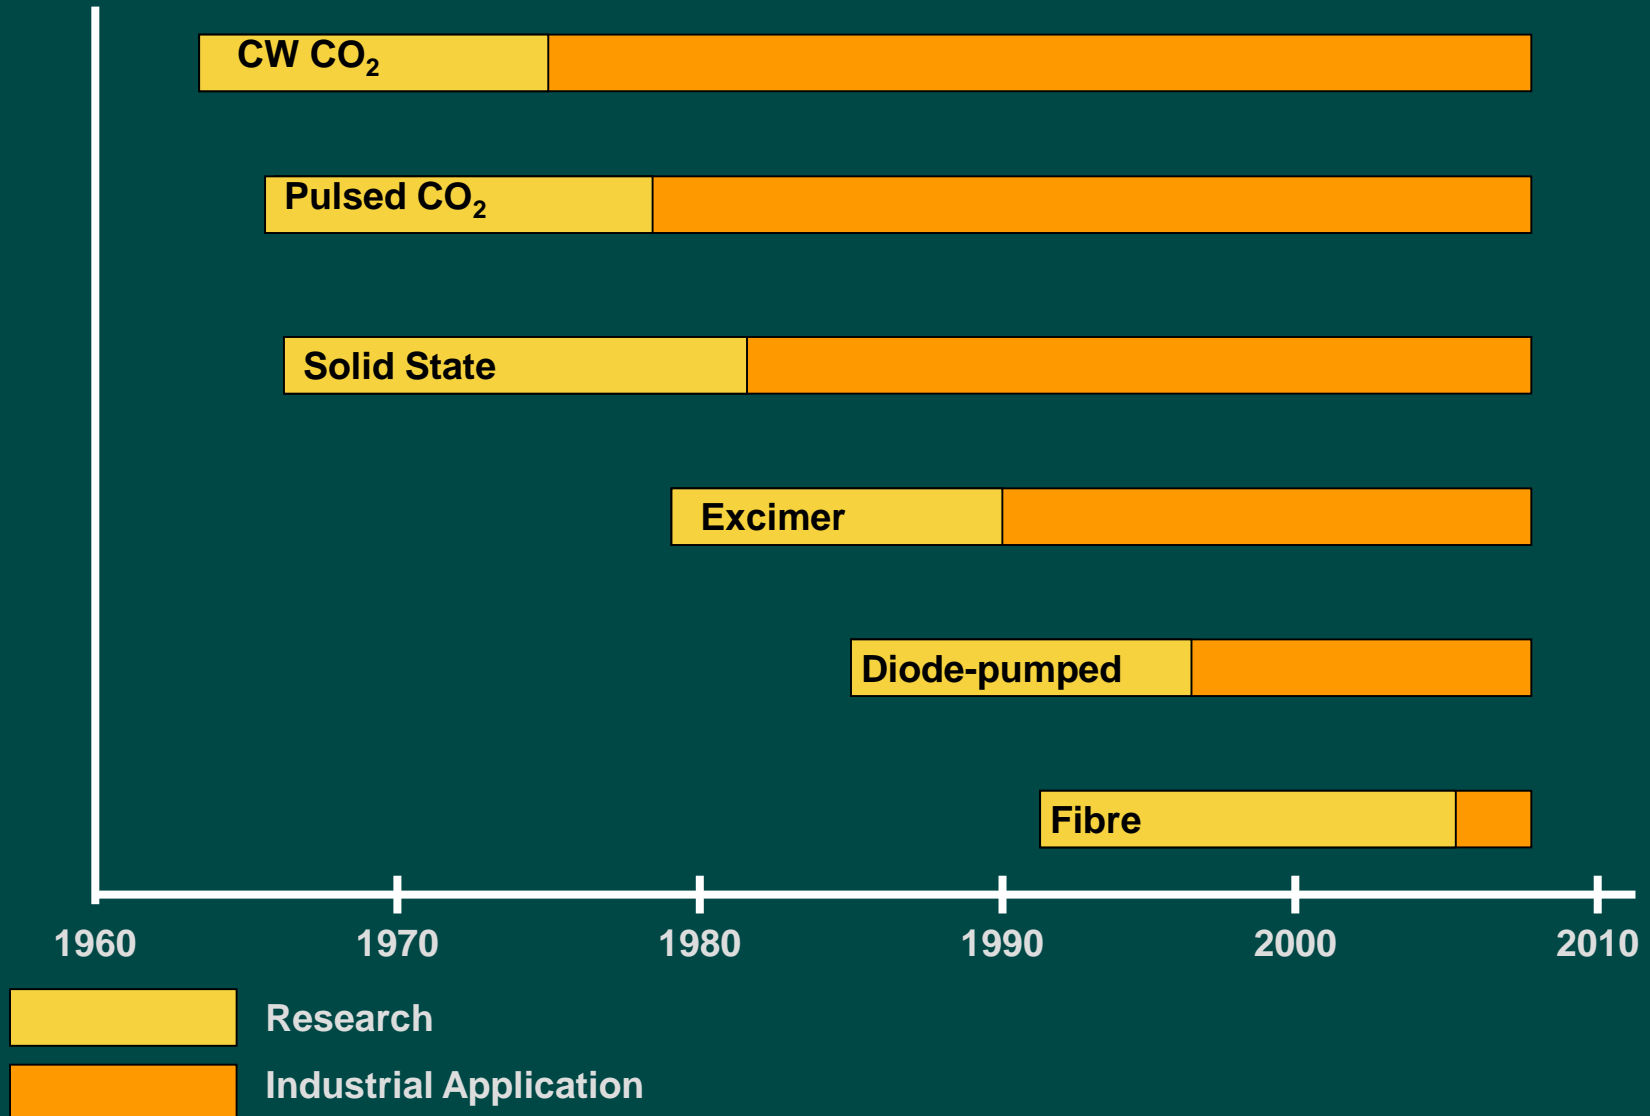 CW CO₂
Pulsed CO₂
Solid State
Excimer
Diode-pumped
Fibre
1960 1970 1980 1990 2000 2010
Research
Industrial Application